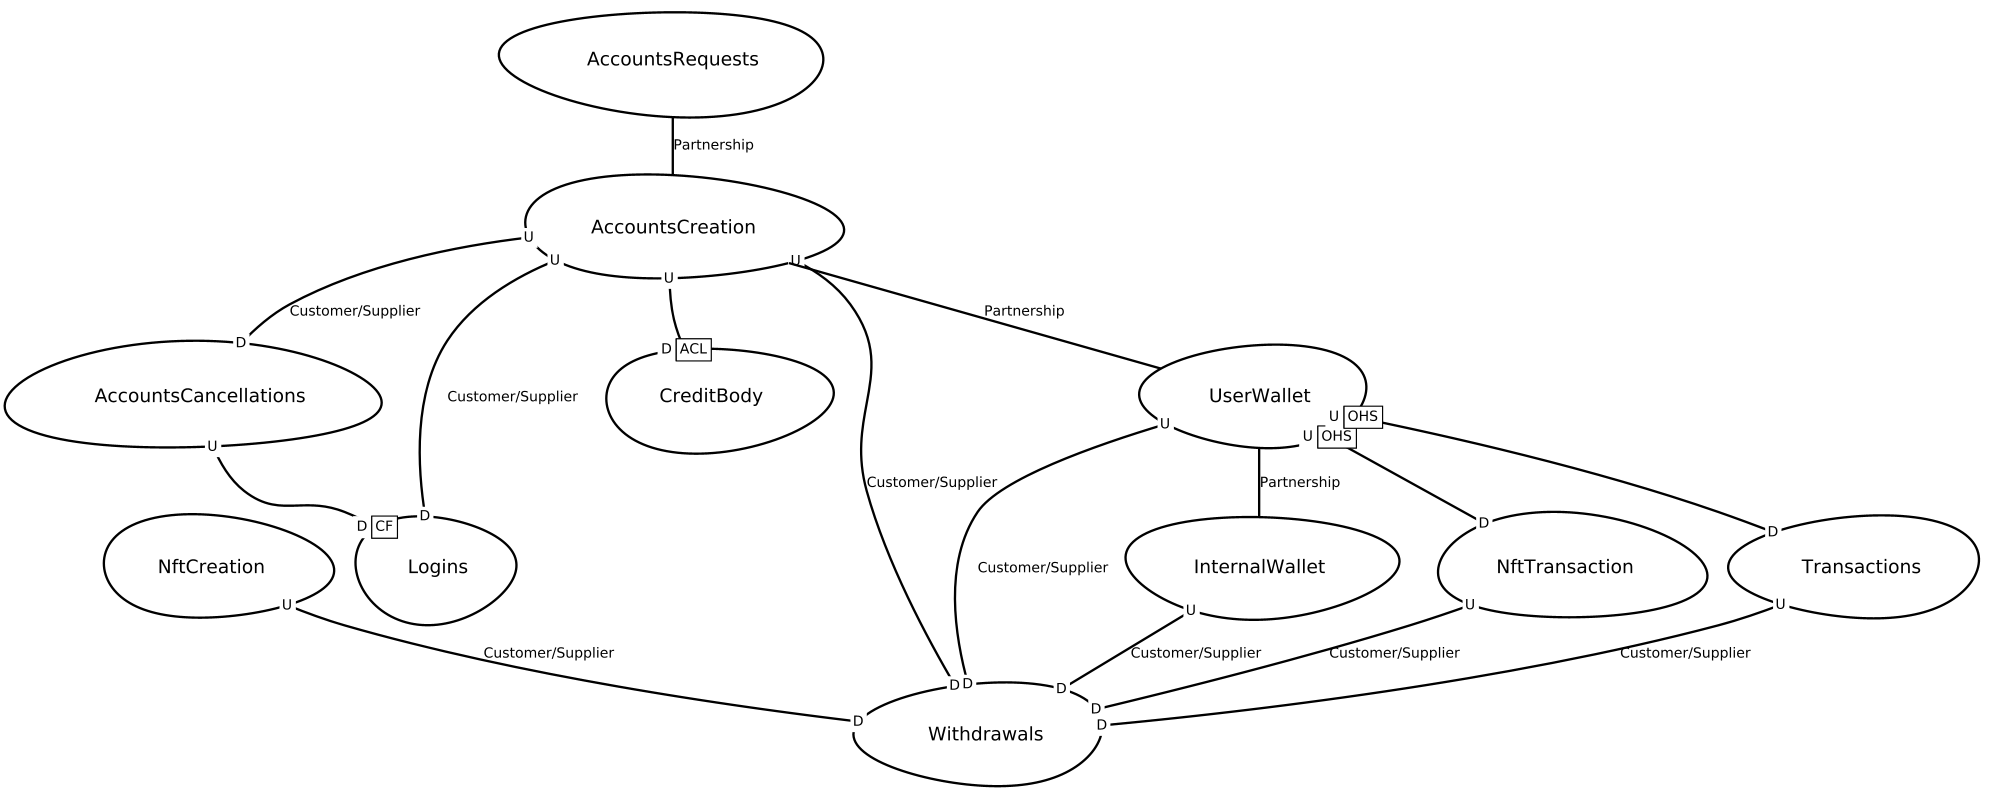 AccountsRequests
Partnership
AccountsCreation
U
U
U
U
Customer/Supplier
Partnership
D
D ACL
AccountsCancellations
Customer/Supplier
CreditBody
UserWallet
U OHS
U
U OHS
U
Customer/Supplier
Partnership
D
D CF
D
D
NftCreation
Logins
Customer/Supplier
InternalWallet
NftTransaction
Transactions
U
U
U
U
Customer/Supplier
Customer/Supplier
Customer/Supplier
Customer/Supplier
D
D
D
D
D
D
Withdrawals